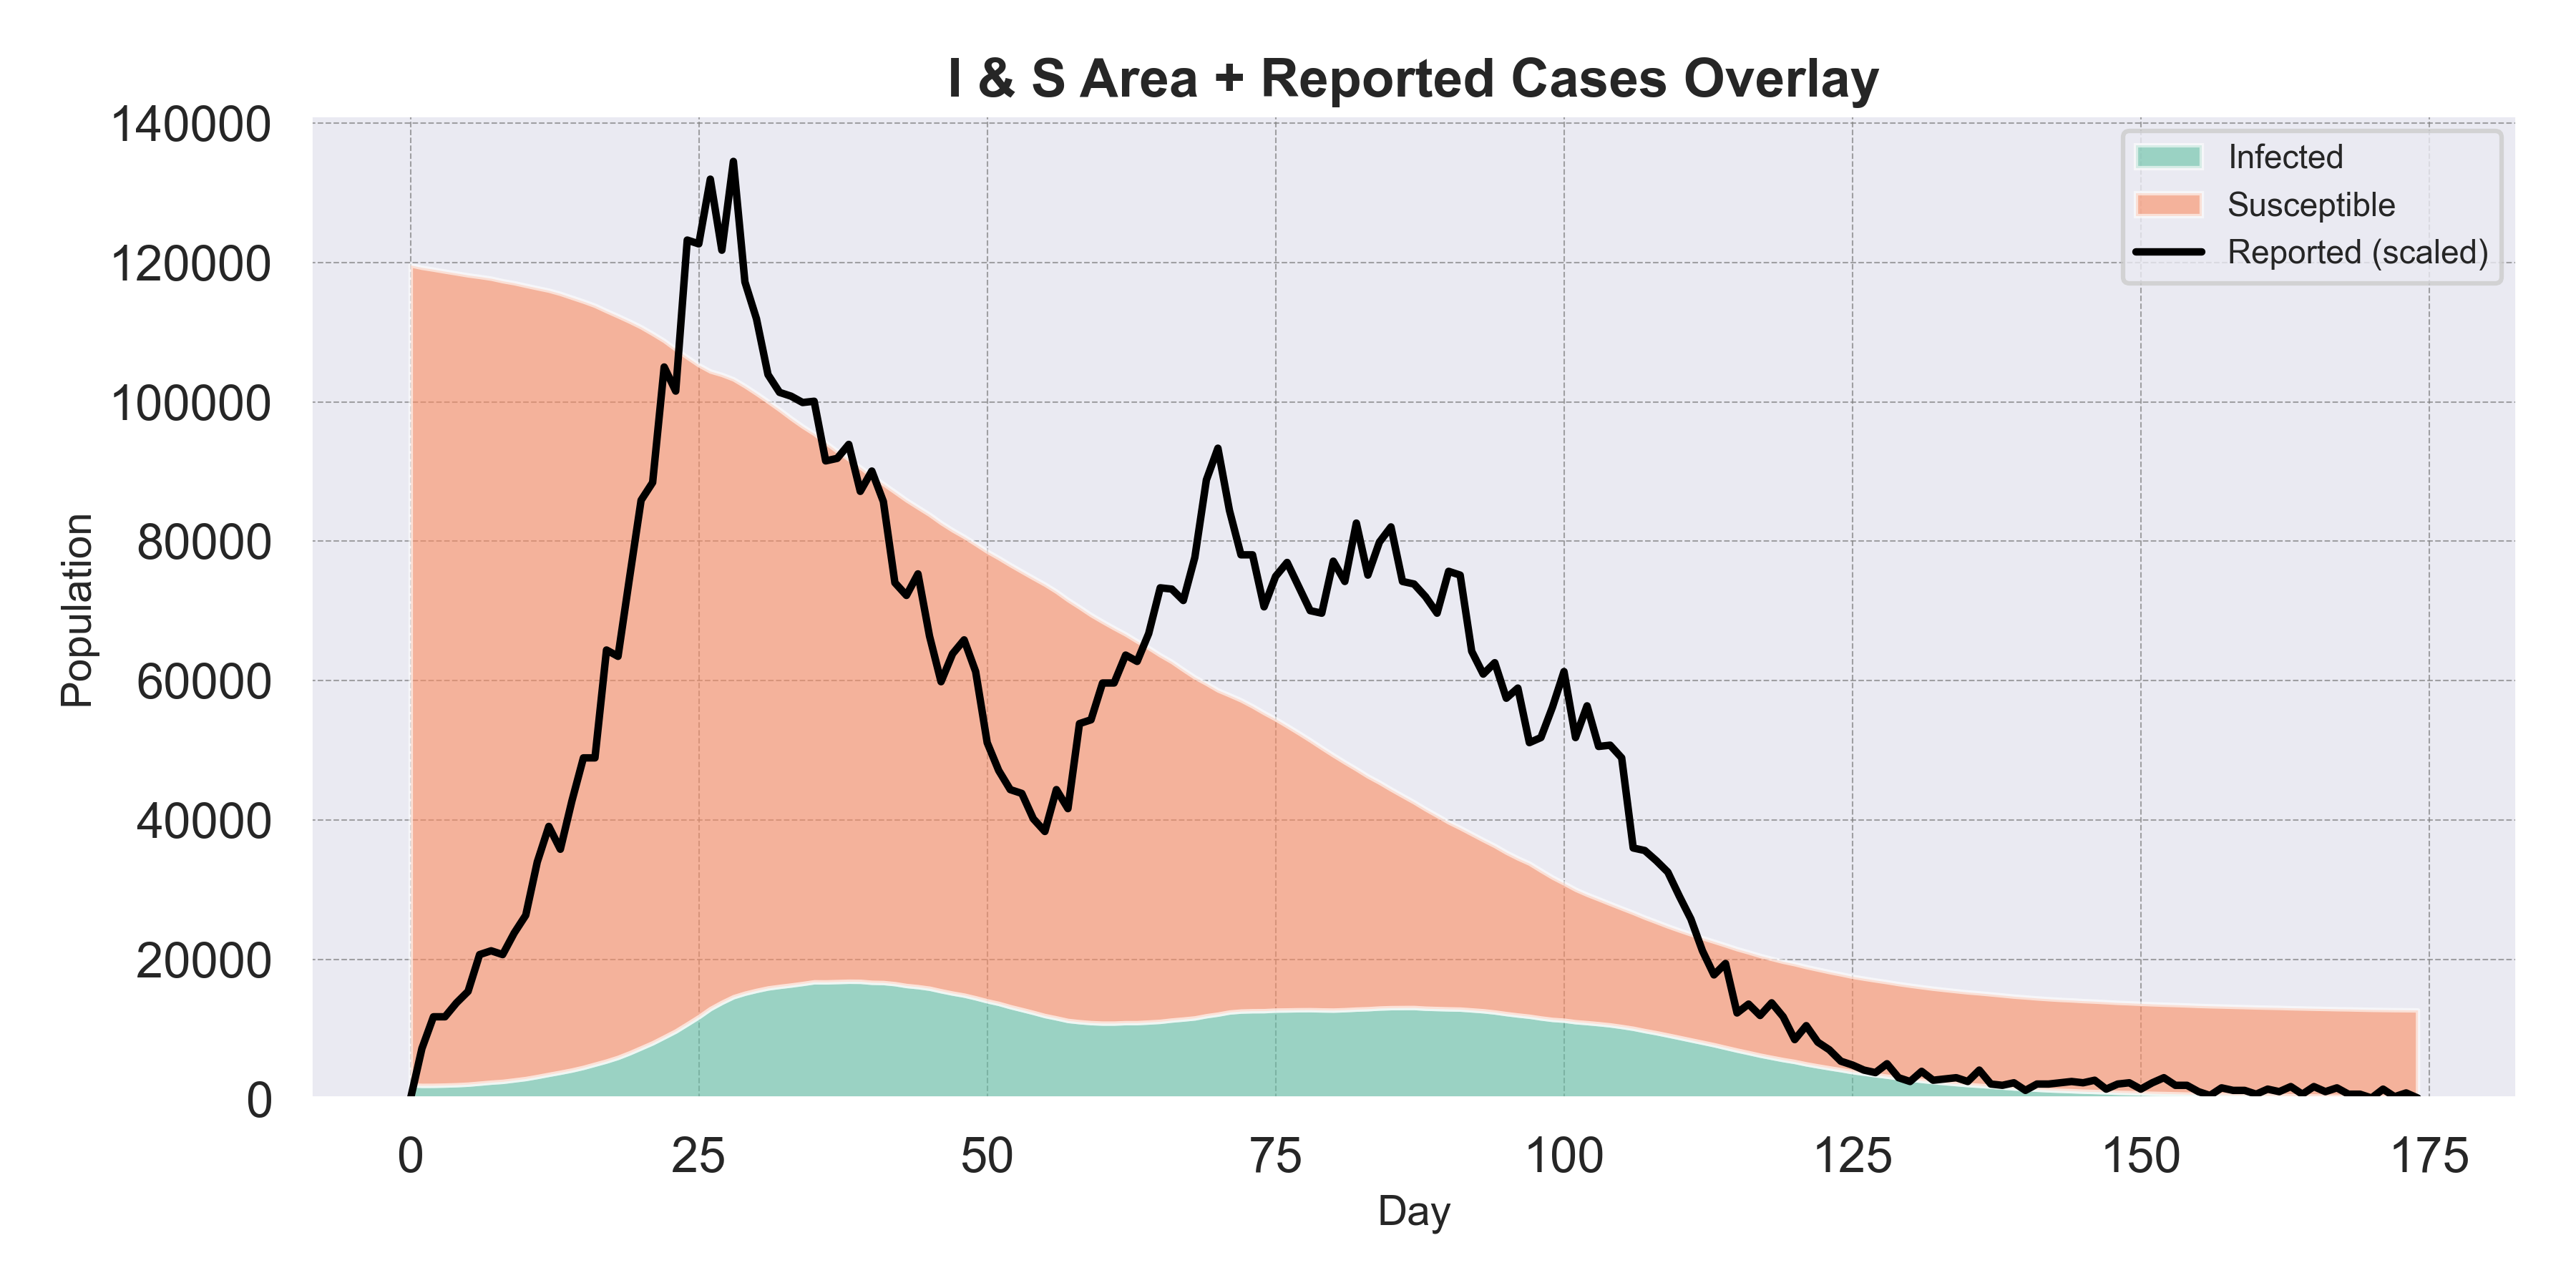 I & S Area + Reported Cases Overlay
140000
120000
100000
80000
60000
40000
20000
0
Population
Infected
Susceptible
Reported (scaled)
0 25 50 75 100 125 150 175
Day